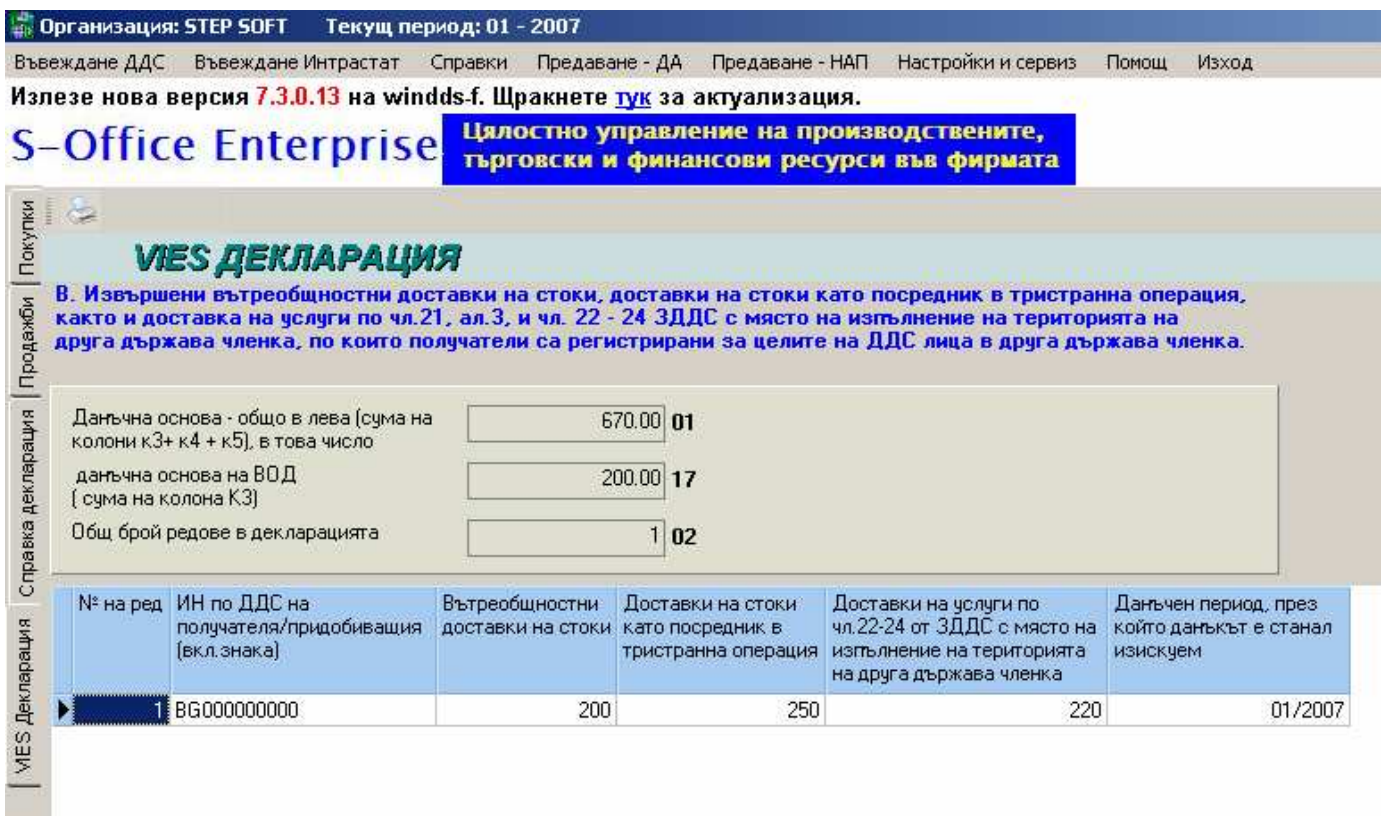 Организация: STEP SOFT Текущ период: 01 - 2007
Въвеждане ДДС Въвеждане Интрастат Справки Предаване - ДА Предаване - НАП Настройки и сервиз Помощ Изход
Излезе нова версия 7.3.0.13 на windds-f. Щракнете тук за актуализация.
S-Office Enterprise
Цялостно управление на производствените,
търговски и финансови ресурси във фирмата
Покупки
Продажби
Справка декларация
VIES Декларация
VIES ДЕКЛАРАЦИЯ
В. Извършени вътреобщностни доставки на стоки, доставки на стоки като посредник в тристранна операция,
както и доставка на услуги по чл.21, ал.3, и чл. 22 - 24 ЗДДС с място на изпълнение на територията на
друга държава членка, по които получатели са регистрирани за целите на ДДС лица в друга държава членка.
Данъчна основа - общо в лева (сума на
колони к3+ к4 + к5), в това число
670.00 01
данъчна основа на ВОД
( сума на колона К3)
200.00 17
Общ брой редове в декларацията 1 02
№ на ред
ИН по ДДС на
получателя/придобиващия
(вкл.знака)
Вътреобщностни
доставки на стоки
Доставки на стоки
като посредник в
тристранна операция
Доставки на услуги по
чл.22-24 от ЗДДС с място на
изпълнение на територията
на друга държава членка
Данъчен период, през
който данъкът е станал
изискуем
1 BG000000000 200 250 220 01/2007